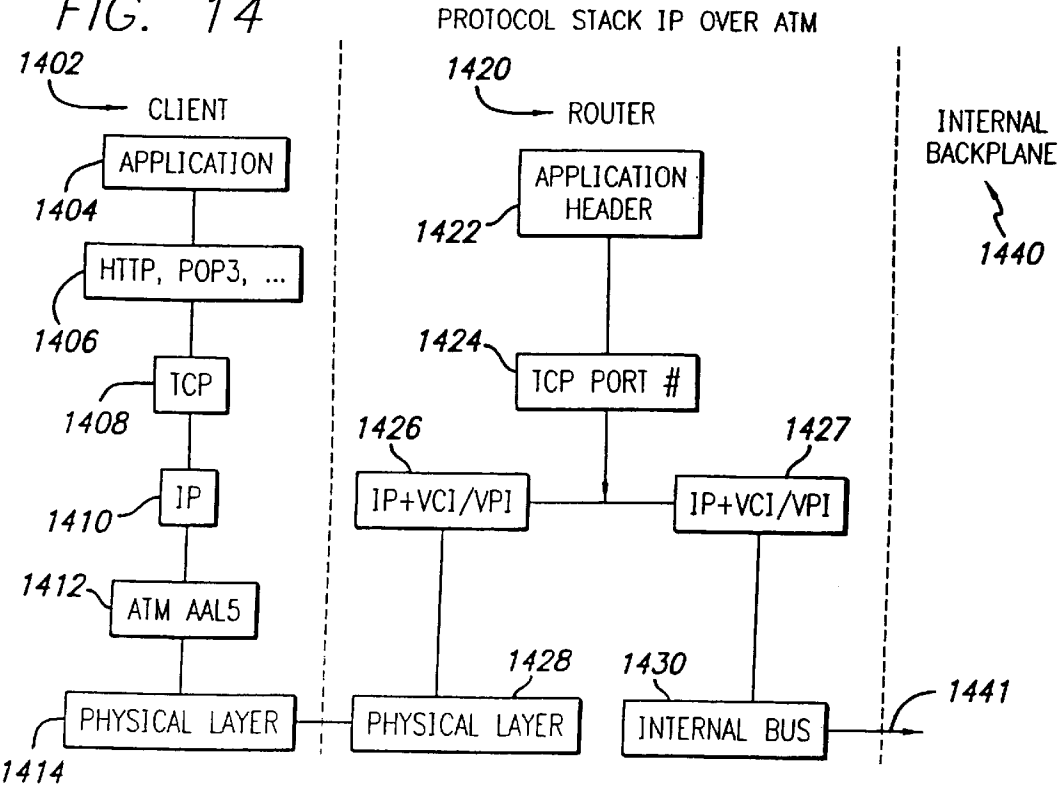 FIG. 14
PROTOCOL STACK IP OVER ATM
1402
CLIENT
APPLICATION
1404
HTTP, POP3, ...
1406
TCP
1408
IP
1410
1412
ATM AAL5
PHYSICAL LAYER
1414
1420
ROUTER
APPLICATION
HEADER
1422
1424
TCP PORT #
1426
IP+VCI/VPI
1427
IP+VCI/VPI
1428
PHYSICAL LAYER
1430
INTERNAL BUS
INTERNAL
BACKPLANE
1440
1441